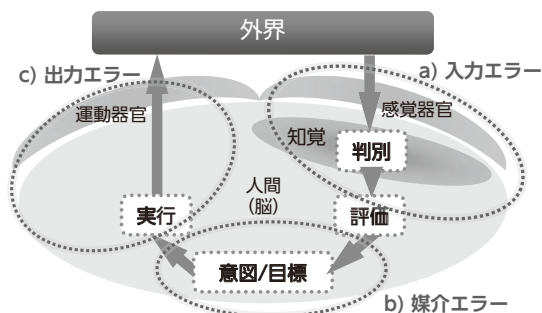 外界
c) 出力エラー
a) 入力エラー
運動器官
感覚器官
知覚
判別
人間
(脳)
実行
評価
意図/目標
b) 媒介エラー